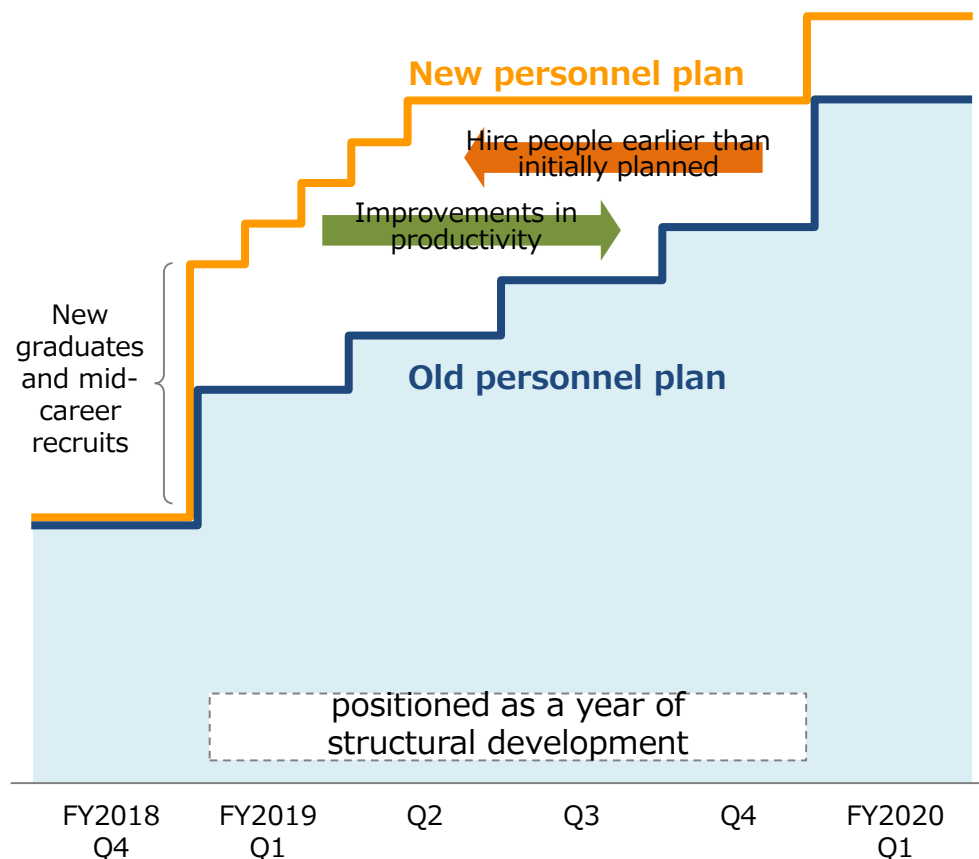 New personnel plan
Hire people earlier than
initially planned
Improvements in
productivity
New
graduates
and mid-
career
recruits
Old personnel plan
positioned as a year of
structural development
FY2018
Q4
FY2019
Q1
Q2
Q3
Q4
FY2020
Q1